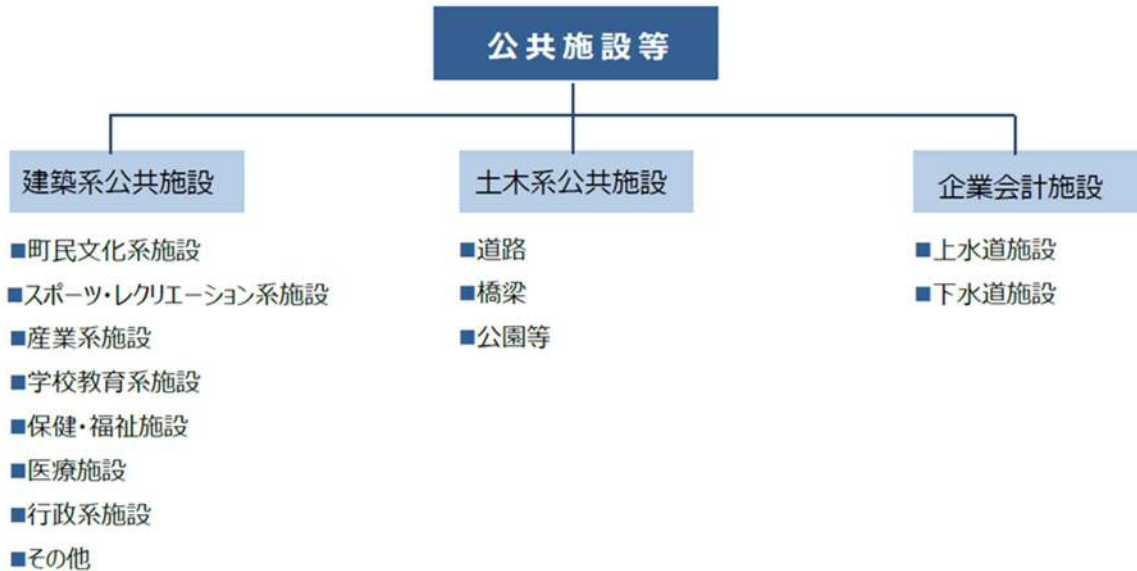 公共施設等
建築系公共施設
■町民文化系施設
■スポーツ・レクリエーション系施設
■産業系施設
■学校教育系施設
■保健・福祉施設
■医療施設
■行政系施設
■その他
土木系公共施設
■道路
■橋梁
■公園等
企業会計施設
■上水道施設
■下水道施設